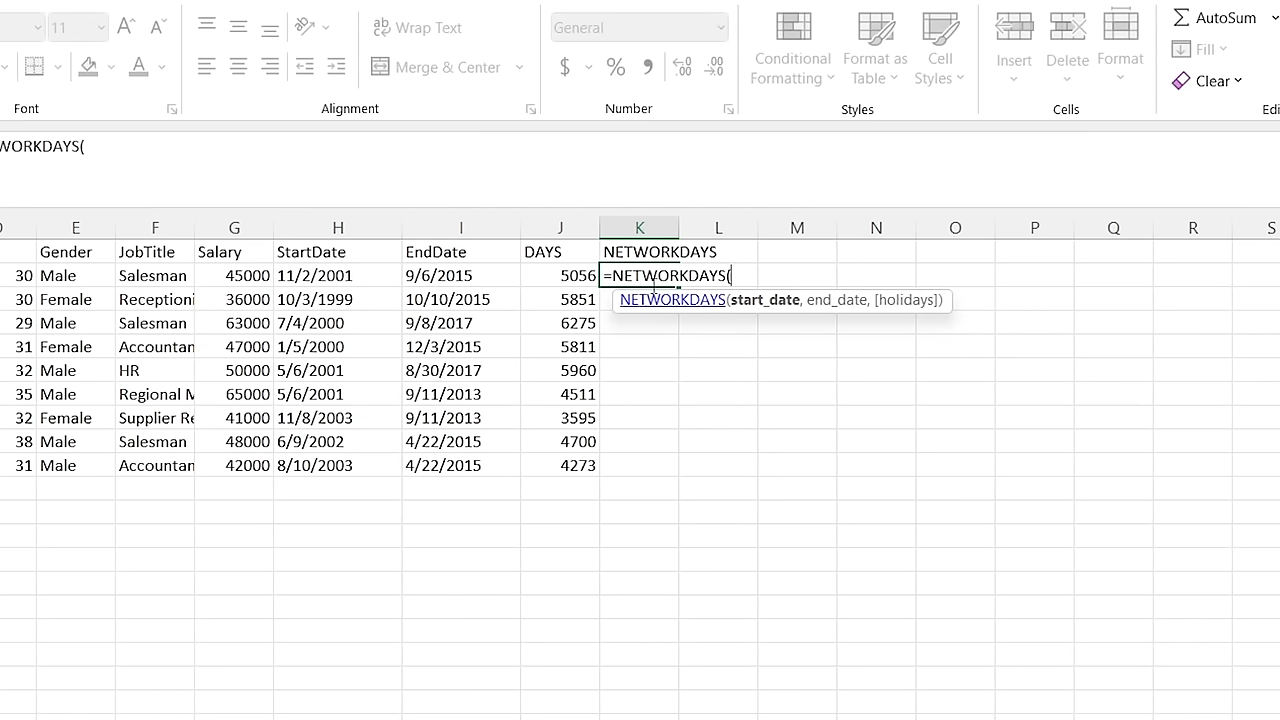 11 A^ Aˇ ab Wrap Text General AutoSum
A Merge & Center $ % Conditional Formatting Format as Table Cell Styles Insert Delete Format Fill
Clear
Font Alignment Number Styles Cells
WORKDAYS(
E F G H I J K L M N O P Q R S
Gender JobTitle Salary StartDate EndDate DAYS NETWORKDAYS
30 Male Salesman 45000 11/2/2001 9/6/2015 5056 =NETWORKDAYS(
30 Female Receptioni 36000 10/3/1999 10/10/2015 5851 NETWORKDAYS(start_date, end_date, [holidays])
29 Male Salesman 63000 7/4/2000 9/8/2017 6275
31 Female Accountan 47000 1/5/2000 12/3/2015 5811
32 Male HR 50000 5/6/2001 8/30/2017 5960
35 Male Regional M 65000 5/6/2001 9/11/2013 4511
32 Female Supplier Re 41000 11/8/2003 9/11/2013 3595
38 Male Salesman 48000 6/9/2002 4/22/2015 4700
31 Male Accountan 42000 8/10/2003 4/22/2015 4273